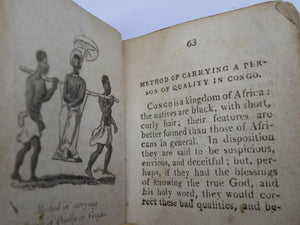 Method of carrying
of Quality in Congo.
63
METHOD OF CARRYING A PER-
SON OF QUALITY IN CONGO.
CONGO is a kingdom of Africa:
the natives are black, with short,
curly hair; their features are
better formed than those of Afri-
cans in general. In disposition
they are said to be suspicious,
envious, and deceitful; but, per-
haps, if they had the blessings
of knowing the true God, and
his holy word, they would cor-
rect these bad qualities, and be-